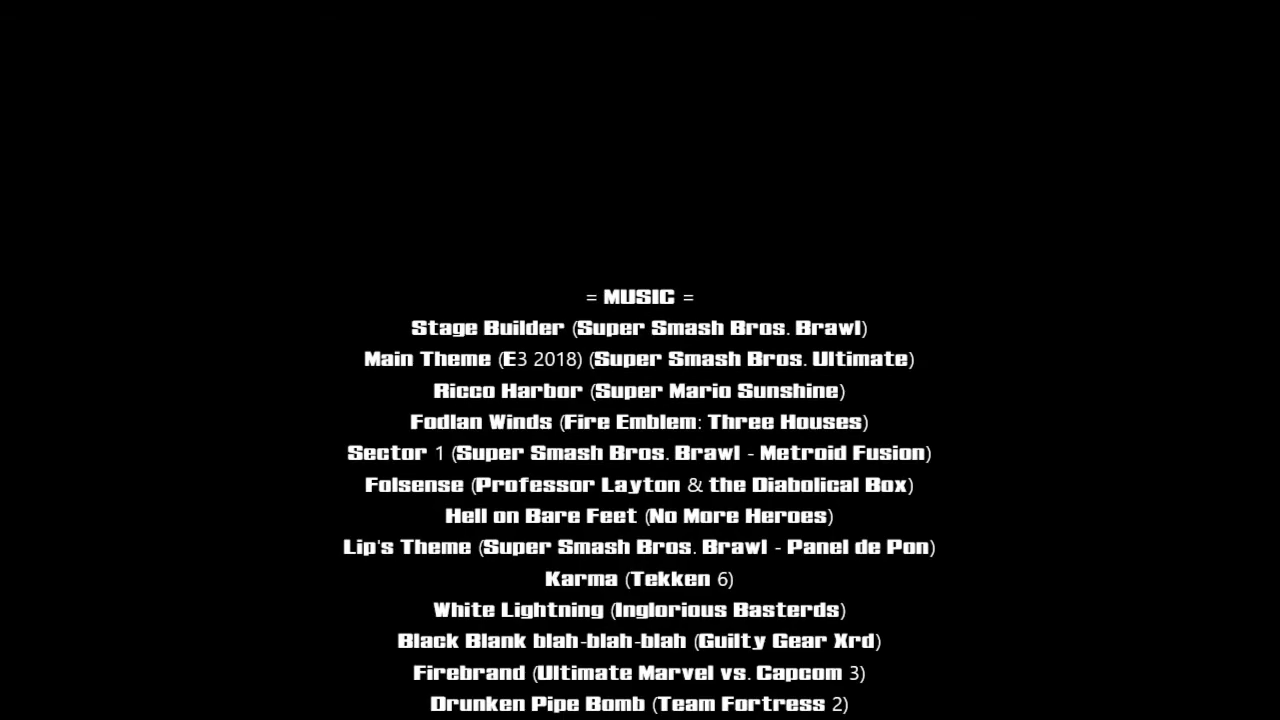 = MUSIC =
Stage Builder (Super Smash Bros. Brawl)
Main Theme (E3 2018) (Super Smash Bros. Ultimate)
Ricco Harbor (Super Mario Sunshine)
Fodlan Winds (Fire Emblem: Three Houses)
Sector 1 (Super Smash Bros. Brawl - Metroid Fusion)
Folsense (Professor Layton & the Diabolical Box)
Hell on Bare Feet (No More Heroes)
Lip's Theme (Super Smash Bros. Brawl - Panel de Pon)
Karma (Tekken 6)
White Lightning (Inglorious Basterds)
Black Blank blah-blah-blah (Guilty Gear Xrd)
Firebrand (Ultimate Marvel vs. Capcom 3)
Drunken Pipe Bomb (Team Fortress 2)